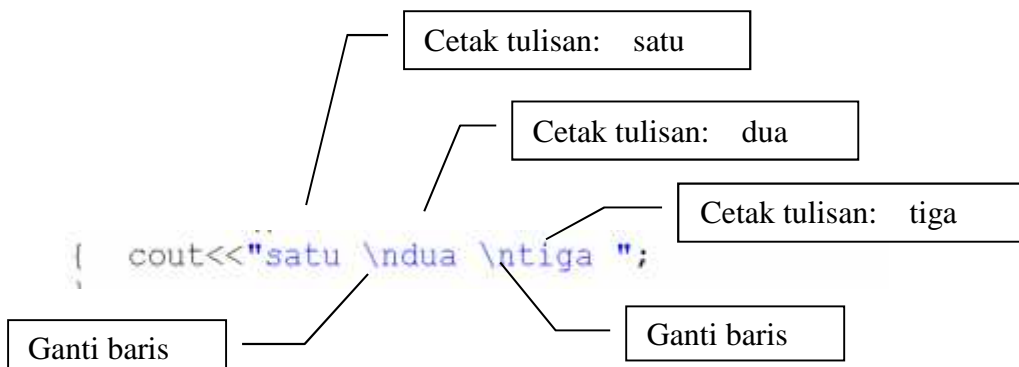 Cetak tulisan: satu
Cetak tulisan: dua
Cetak tulisan: tiga
{ cout<<"satu \ndua \ntiga ";
Ganti baris
Ganti baris